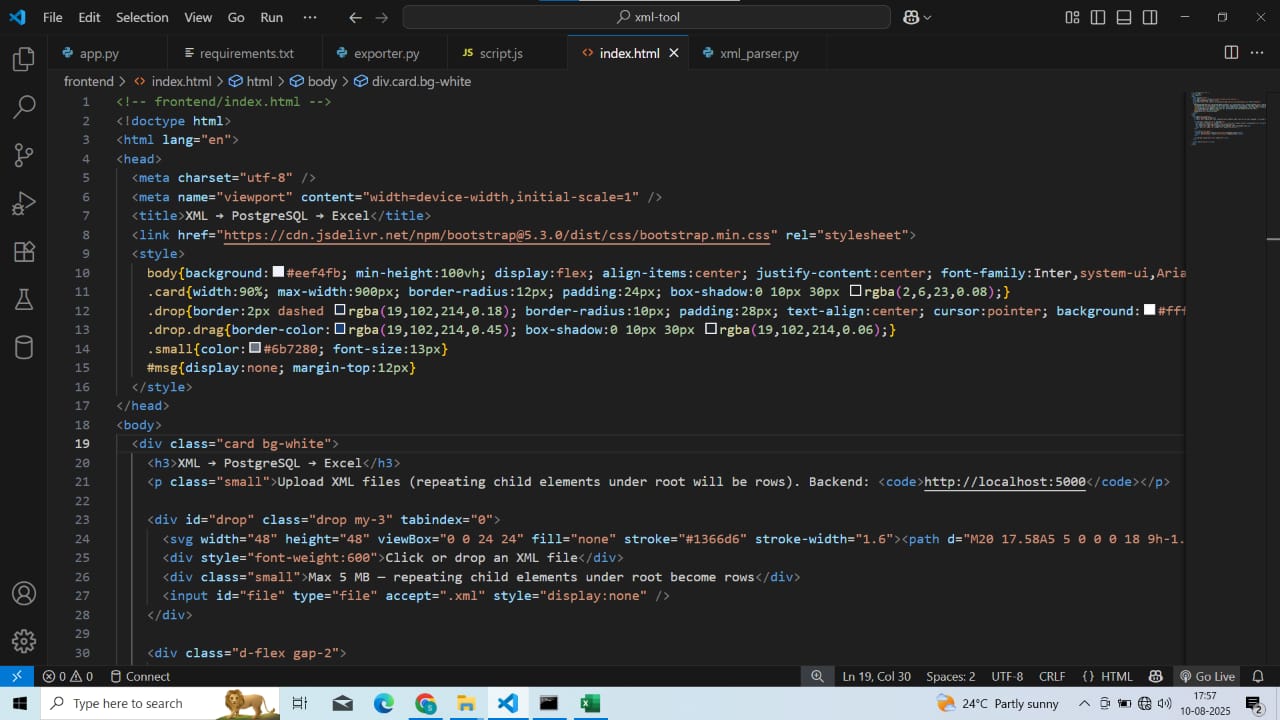 File Edit Selection View Go Run ··· xml-tool
app.py requirements.txt exporter.py JS script.js <> index.html xml_parser.py
frontend > <> index.html > html > body > div.card.bg-white
1 <!-- frontend/index.html -->
2 <!doctype html>
3 <html lang="en">
4 <head>
5 <meta charset="utf-8" />
6 <meta name="viewport" content="width=device-width,initial-scale=1" />
7 <title>XML → PostgreSQL → Excel</title>
8 <link href="https://cdn.jsdelivr.net/npm/bootstrap@5.3.0/dist/css/bootstrap.min.css" rel="stylesheet">
9 <style>
10 body{background:#eef4fb; min-height:100vh; display:flex; align-items:center; justify-content:center; font-family:Inter,system-ui,Aria
11 .card{width:90%; max-width:900px; border-radius:12px; padding:24px; box-shadow:0 10px 30px rgba(2,6,23,0.08);}
12 .drop{border:2px dashed rgba(19,102,214,0.18); border-radius:10px; padding:28px; text-align:center; cursor:pointer; background:#fff
13 .drop.drag{border-color:rgba(19,102,214,0.45); box-shadow:0 10px 30px rgba(19,102,214,0.06);}
14 .small{color:#6b7280; font-size:13px}
15 #msg{display:none; margin-top:12px}
16 </style>
17 </head>
18 <body>
19 <div class="card bg-white">
20 <h3>XML → PostgreSQL → Excel</h3>
21 <p class="small">Upload XML files (repeating child elements under root will be rows). Backend: <code>http://localhost:5000</code></p>
22
23 <div id="drop" class="drop my-3" tabindex="0">
24 <svg width="48" height="48" viewBox="0 0 24 24" fill="none" stroke="#1366d6" stroke-width="1.6"><path d="M20 17.58A5 5 0 0 0 18 9h-1.
25 <div style="font-weight:600">Click or drop an XML file</div>
26 <div class="small">Max 5 MB — repeating child elements under root become rows</div>
27 <input id="file" type="file" accept=".xml" style="display:none" />
28 </div>
29
30 <div class="d-flex gap-2">
0 0 Connect Ln 19, Col 30 Spaces: 2 UTF-8 CRLF {} HTML Go Live
Type here to search 24°C Partly sunny 17:57
10-08-2025 2